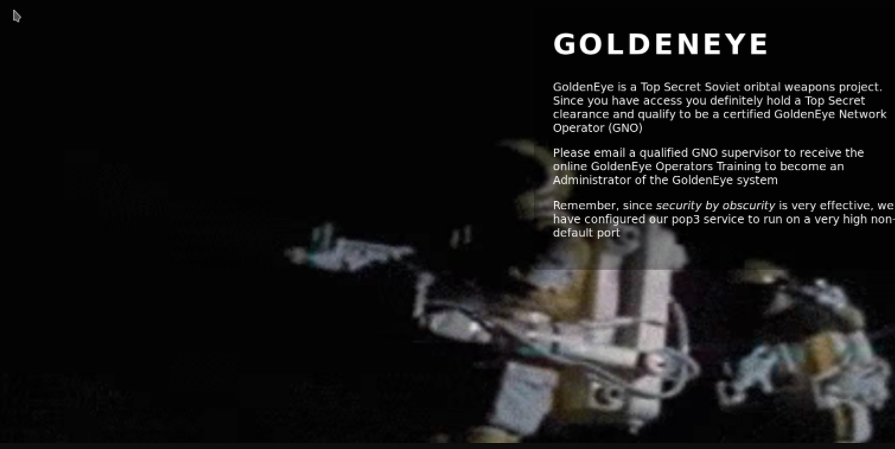 GOLDENEYE
GoldenEye is a Top Secret Soviet oribtal weapons project.
Since you have access you definitely hold a Top Secret
clearance and qualify to be a certified GoldenEye Network
Operator (GNO)
Please email a qualified GNO supervisor to receive the
online GoldenEye Operators Training to become an
Administrator of the GoldenEye system
Remember, since security by obscurity is very effective, we
have configured our pop3 service to run on a very high non-
default port